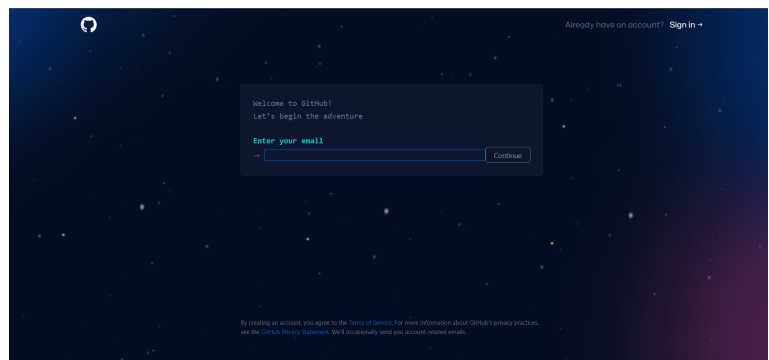 Already have an account? Sign in →
Welcome to GitHub!
Let's begin the adventure
Enter your email
→ Continue
By creating an account, you agree to the Terms of Service. For more information about GitHub's privacy practices,
see the GitHub Privacy Statement. We'll occasionally send you account-related emails.